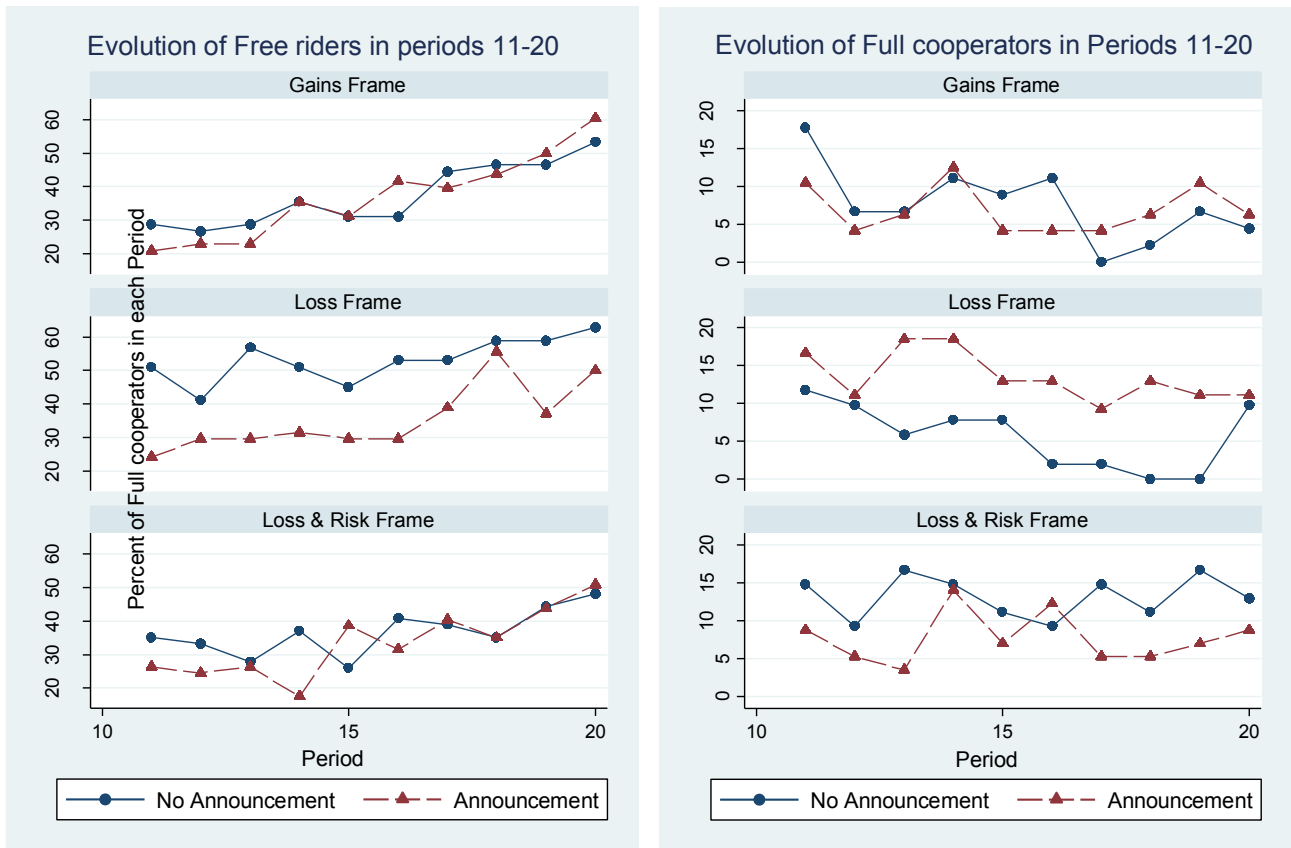 Evolution of Free riders in periods 11-20
Gains Frame
60
50
40
30
20
Loss Frame
60
50
40
30
20
Loss & Risk Frame
60
50
40
30
20
Percent of Full cooperators in each Period
10 15 20
Period
No Announcement Announcement
Evolution of Full cooperators in Periods 11-20
Gains Frame
20
15
10
5
0
Loss Frame
20
15
10
5
0
Loss & Risk Frame
20
15
10
5
0
10 15 20
Period
No Announcement Announcement